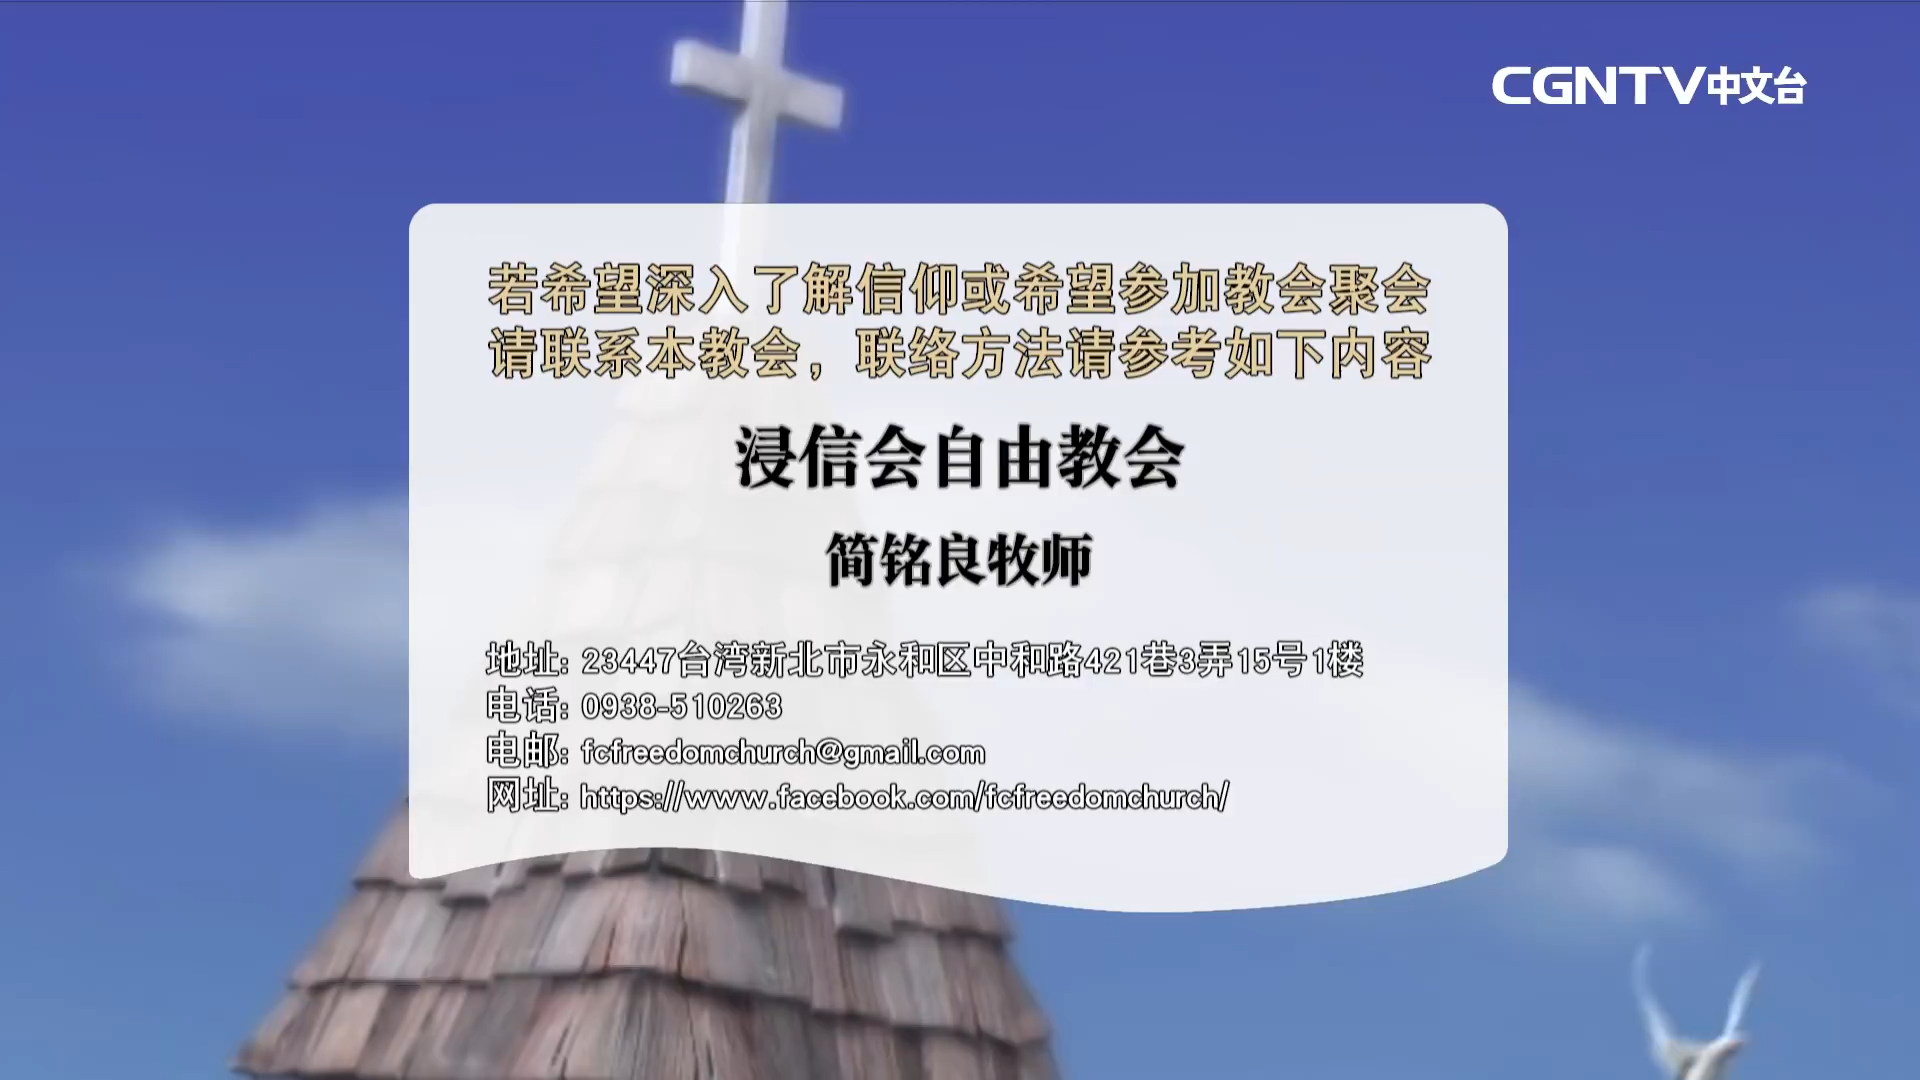 CGNTV中文台
若希望深入了解信仰或希望参加教会聚会
请联系本教会，联络方法请参考如下内容
浸信会自由教会
简铭良牧师
地址: 23447台湾新北市永和区中和路421巷3弄15号1楼
电话: 0938-510263
电邮: fcfreedomchurch@gmail.com
网址: https://www.facebook.com/fcfreedomchurch/